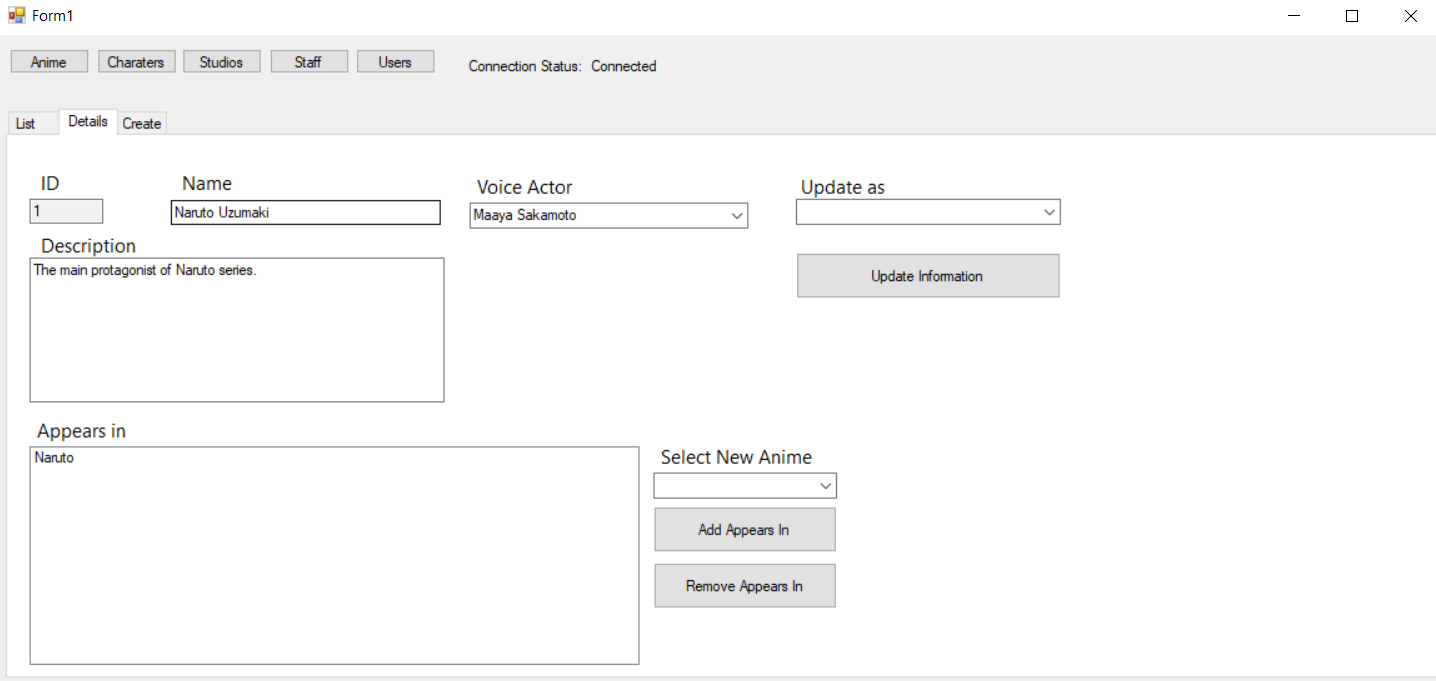 Form1
Anime Charaters Studios Staff Users Connection Status: Connected
List Details Create
ID Name Voice Actor Update as
1 Naruto Uzumaki Maaya Sakamoto
Description
The main protagonist of Naruto series.
Update Information
Appears in
Naruto
Select New Anime
Add Appears In
Remove Appears In